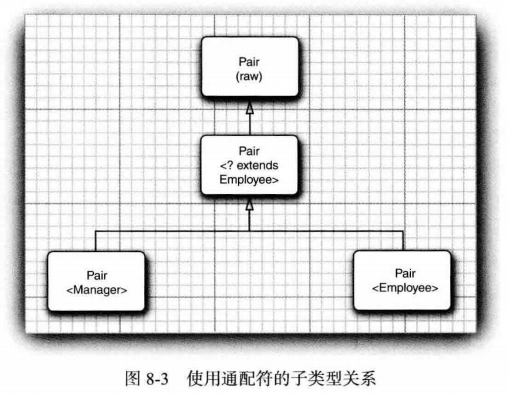 Pair
(raw)
Pair
<? extends
Employee>
Pair
<Manager>
Pair
<Employee>
图 8-3 使用通配符的子类型关系